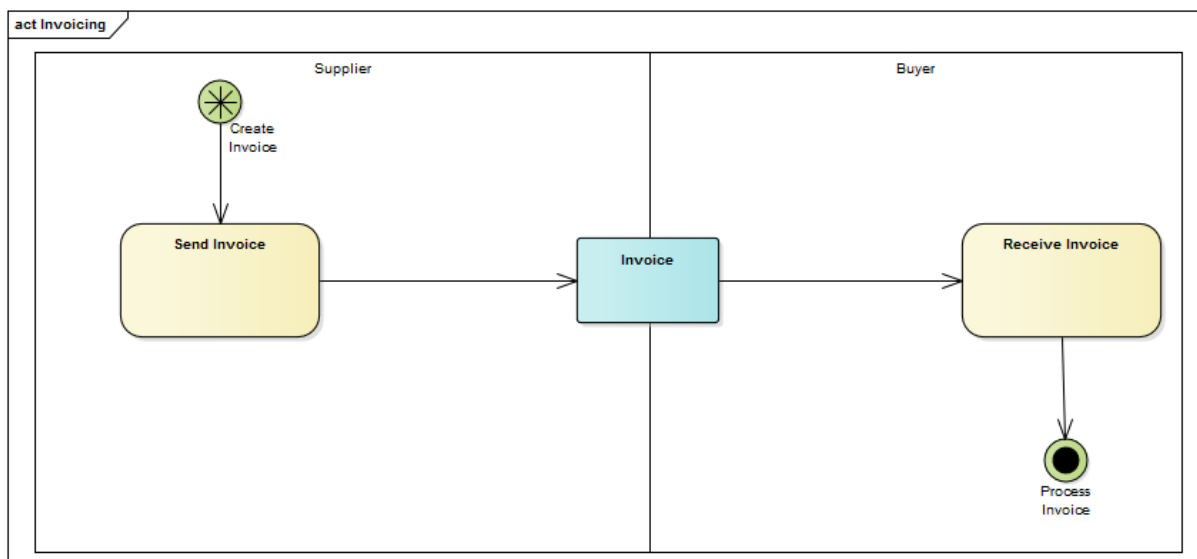 act Invoicing
Supplier
Buyer
Create
Invoice
Send Invoice
Invoice
Receive Invoice
Process
Invoice